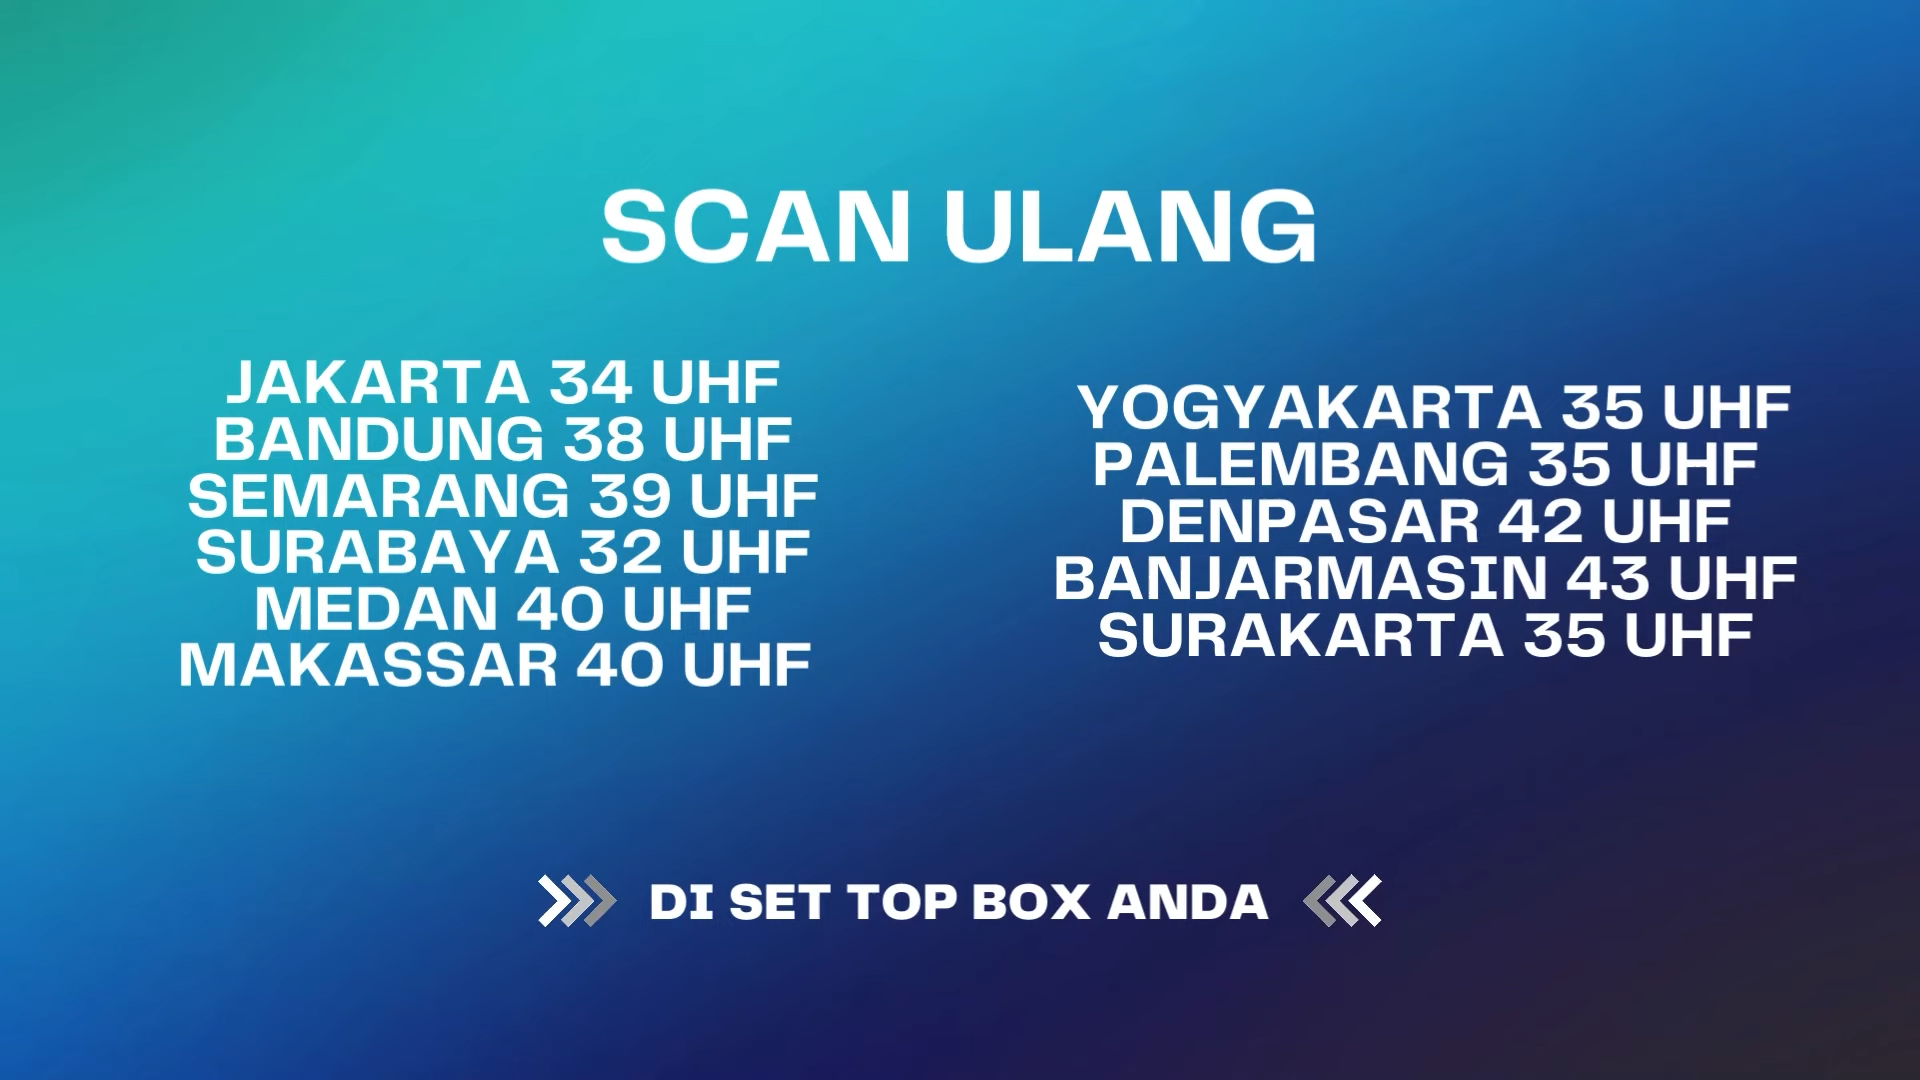 SCAN ULANG
JAKARTA 34 UHF
BANDUNG 38 UHF
SEMARANG 39 UHF
SURABAYA 32 UHF
MEDAN 40 UHF
MAKASSAR 40 UHF
YOGYAKARTA 35 UHF
PALEMBANG 35 UHF
DENPASAR 42 UHF
BANJARMASIN 43 UHF
SURAKARTA 35 UHF
DI SET TOP BOX ANDA